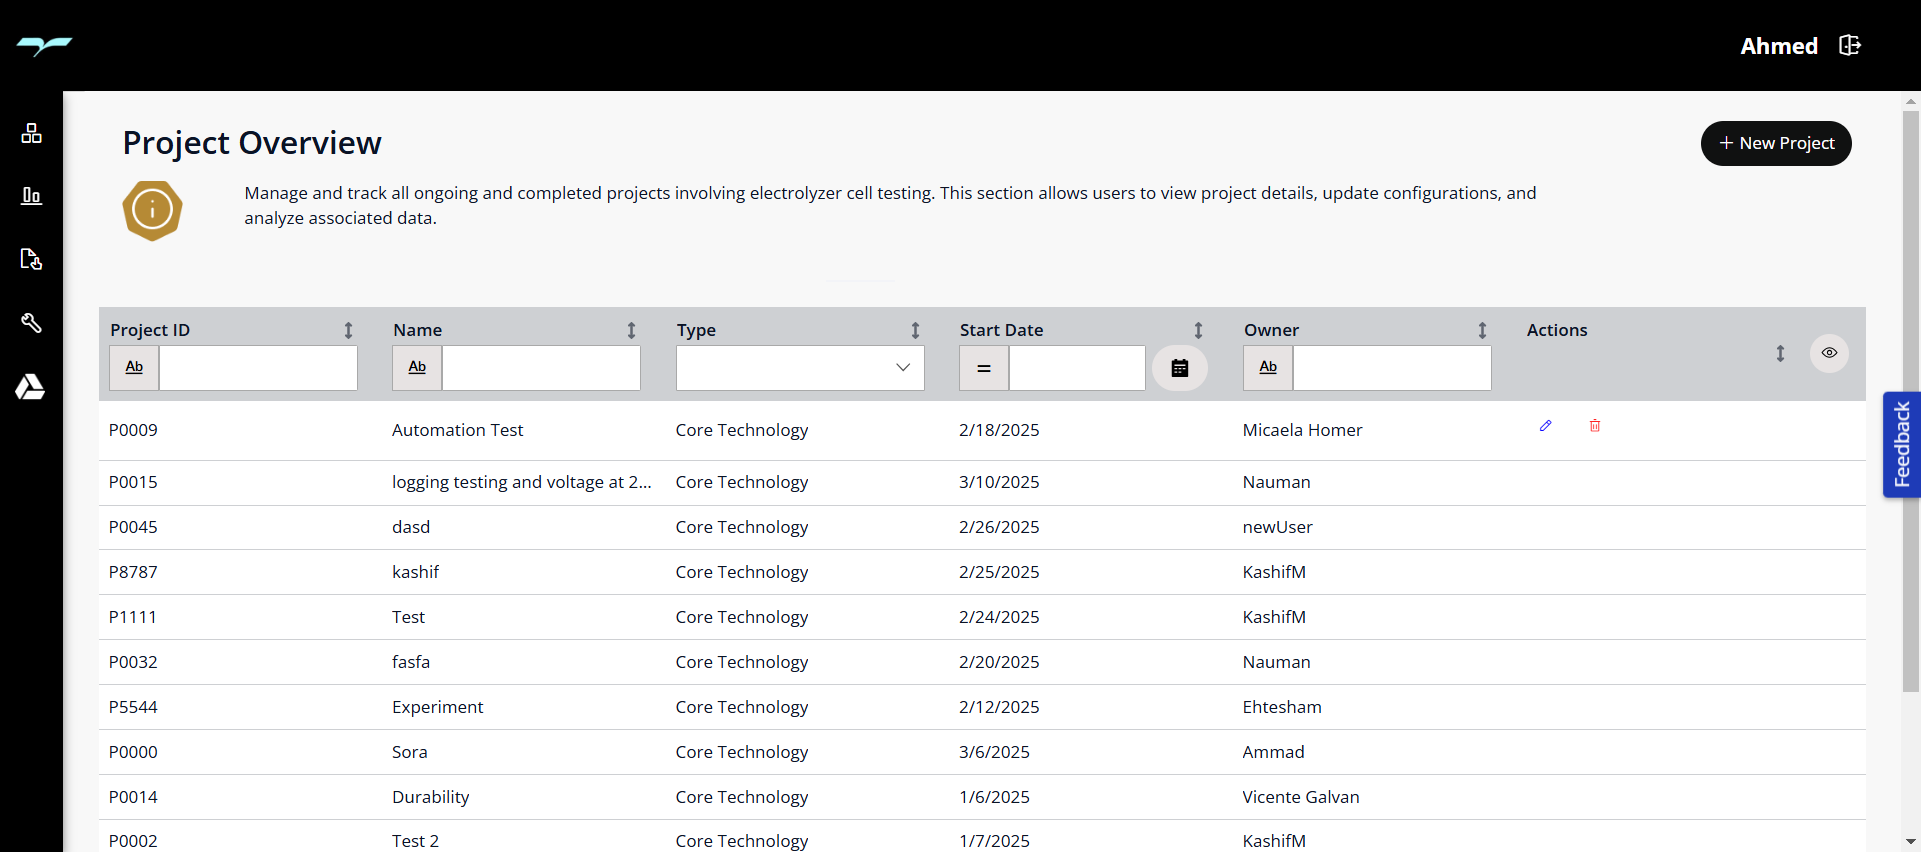 Ahmed
Project Overview
+ New Project
Manage and track all ongoing and completed projects involving electrolyzer cell testing. This section allows users to view project details, update configurations, and
analyze associated data.
Project ID Name Type Start Date Owner Actions
Ab Ab = Ab
P0009 Automation Test Core Technology 2/18/2025 Micaela Homer
Feedback
P0015 logging testing and voltage at 2... Core Technology 3/10/2025 Nauman
P0045 dasd Core Technology 2/26/2025 newUser
P8787 kashif Core Technology 2/25/2025 KashifM
P1111 Test Core Technology 2/24/2025 KashifM
P0032 fasfa Core Technology 2/20/2025 Nauman
P5544 Experiment Core Technology 2/12/2025 Ehtesham
P0000 Sora Core Technology 3/6/2025 Ammad
P0014 Durability Core Technology 1/6/2025 Vicente Galvan
P0002 Test 2 Core Technology 1/7/2025 KashifM